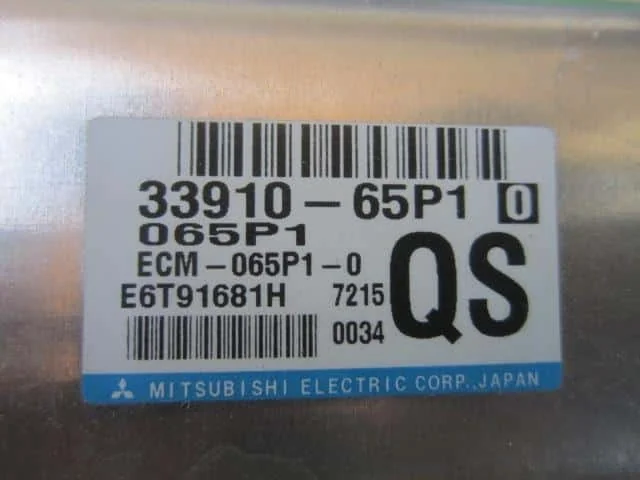 33910-65P1 0
065P1
ECM-065P1-0
E6T91681H 7215
0034
QS
MITSUBISHI ELECTRIC CORP., JAPAN